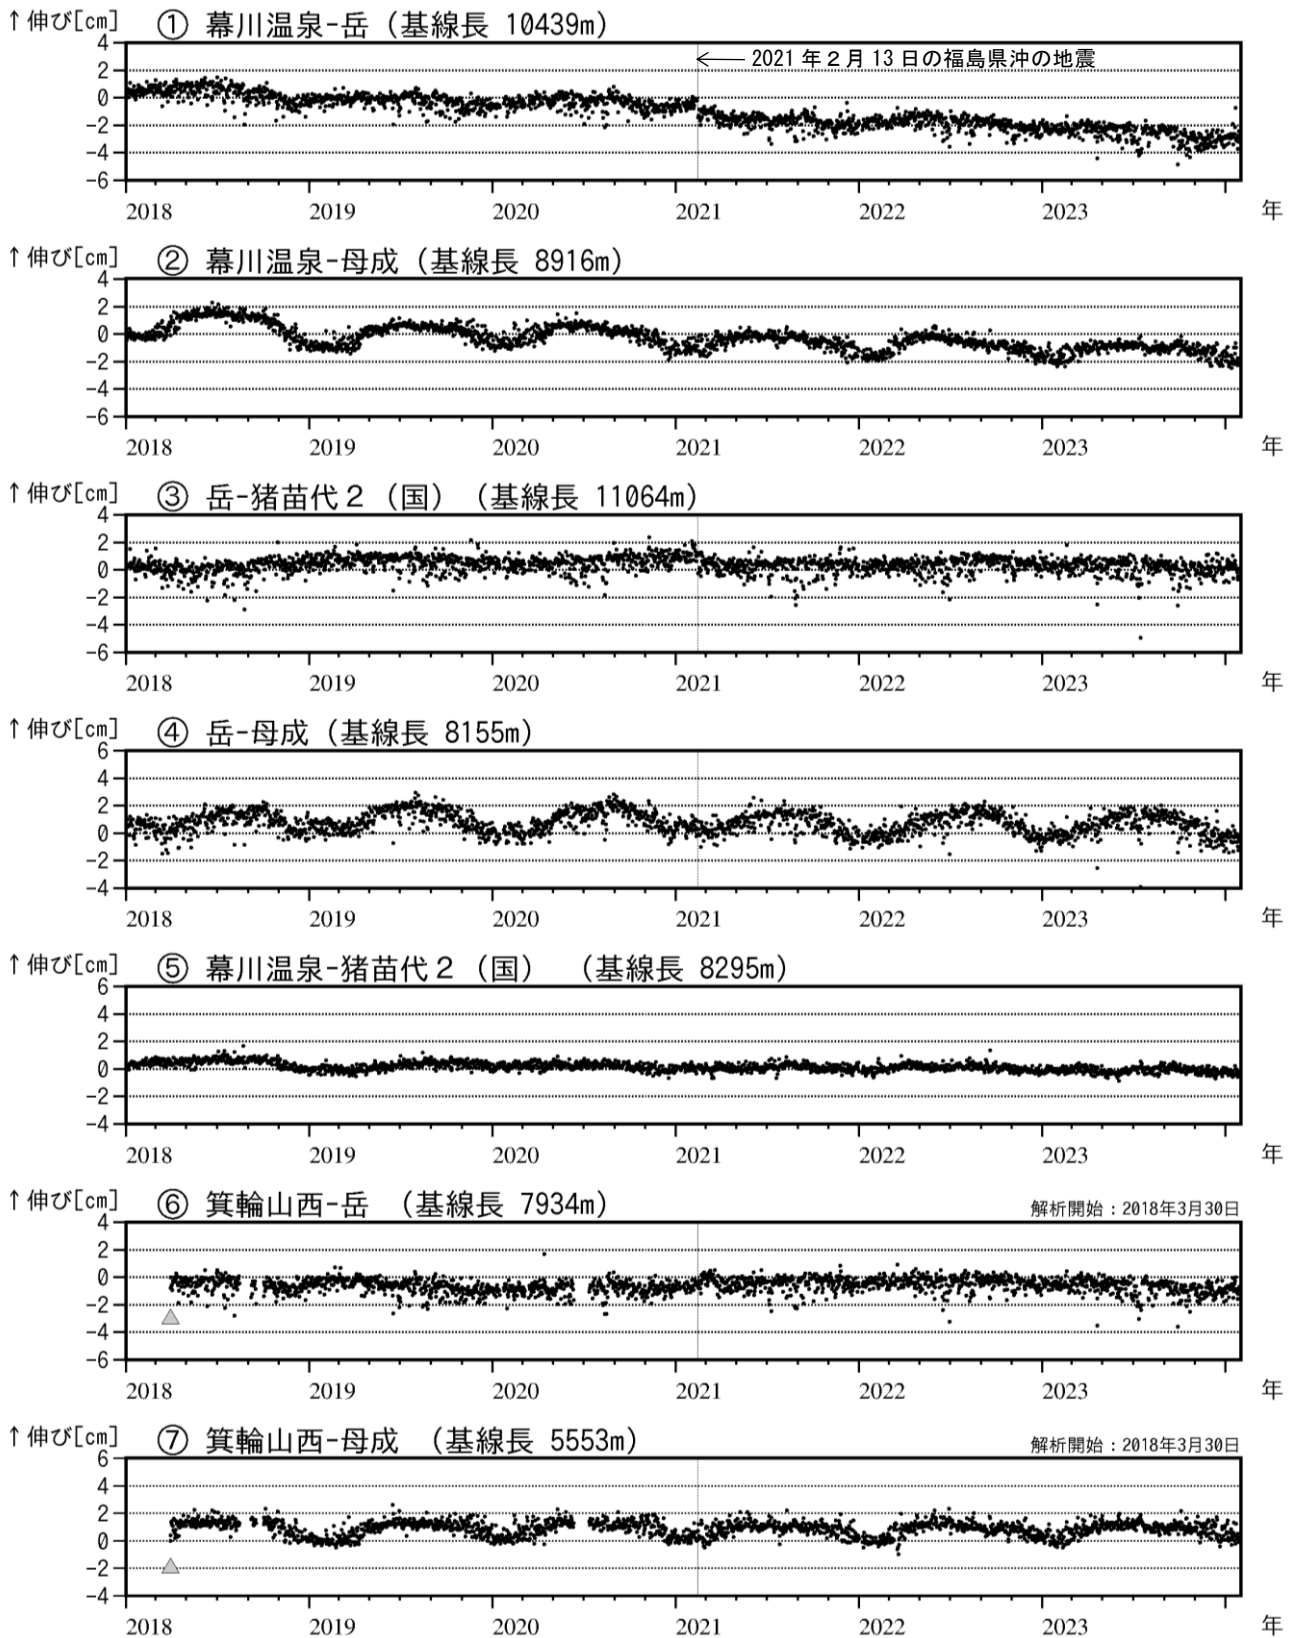 ↑伸び[cm] ① 幕川温泉-岳（基線長 10439m）
4
2
0
-2
-4
-6
← 2021年２月13日の福島県沖の地震
2018 2019 2020 2021 2022 2023 年
↑伸び[cm] ② 幕川温泉-母成（基線長 8916m）
4
2
0
-2
-4
-6
2018 2019 2020 2021 2022 2023 年
↑伸び[cm] ③ 岳-猪苗代２（国）（基線長 11064m）
4
2
0
-2
-4
-6
2018 2019 2020 2021 2022 2023 年
↑伸び[cm] ④ 岳-母成（基線長 8155m）
6
4
2
0
-2
-4
2018 2019 2020 2021 2022 2023 年
↑伸び[cm] ⑤ 幕川温泉-猪苗代２（国） （基線長 8295m）
6
4
2
0
-2
-4
2018 2019 2020 2021 2022 2023 年
↑伸び[cm] ⑥ 箕輪山西-岳 （基線長 7934m） 解析開始：2018年3月30日
4
2
0
-2
-4
-6
2018 2019 2020 2021 2022 2023 年
↑伸び[cm] ⑦ 箕輪山西-母成 （基線長 5553m） 解析開始：2018年3月30日
6
4
2
0
-2
-4
2018 2019 2020 2021 2022 2023 年